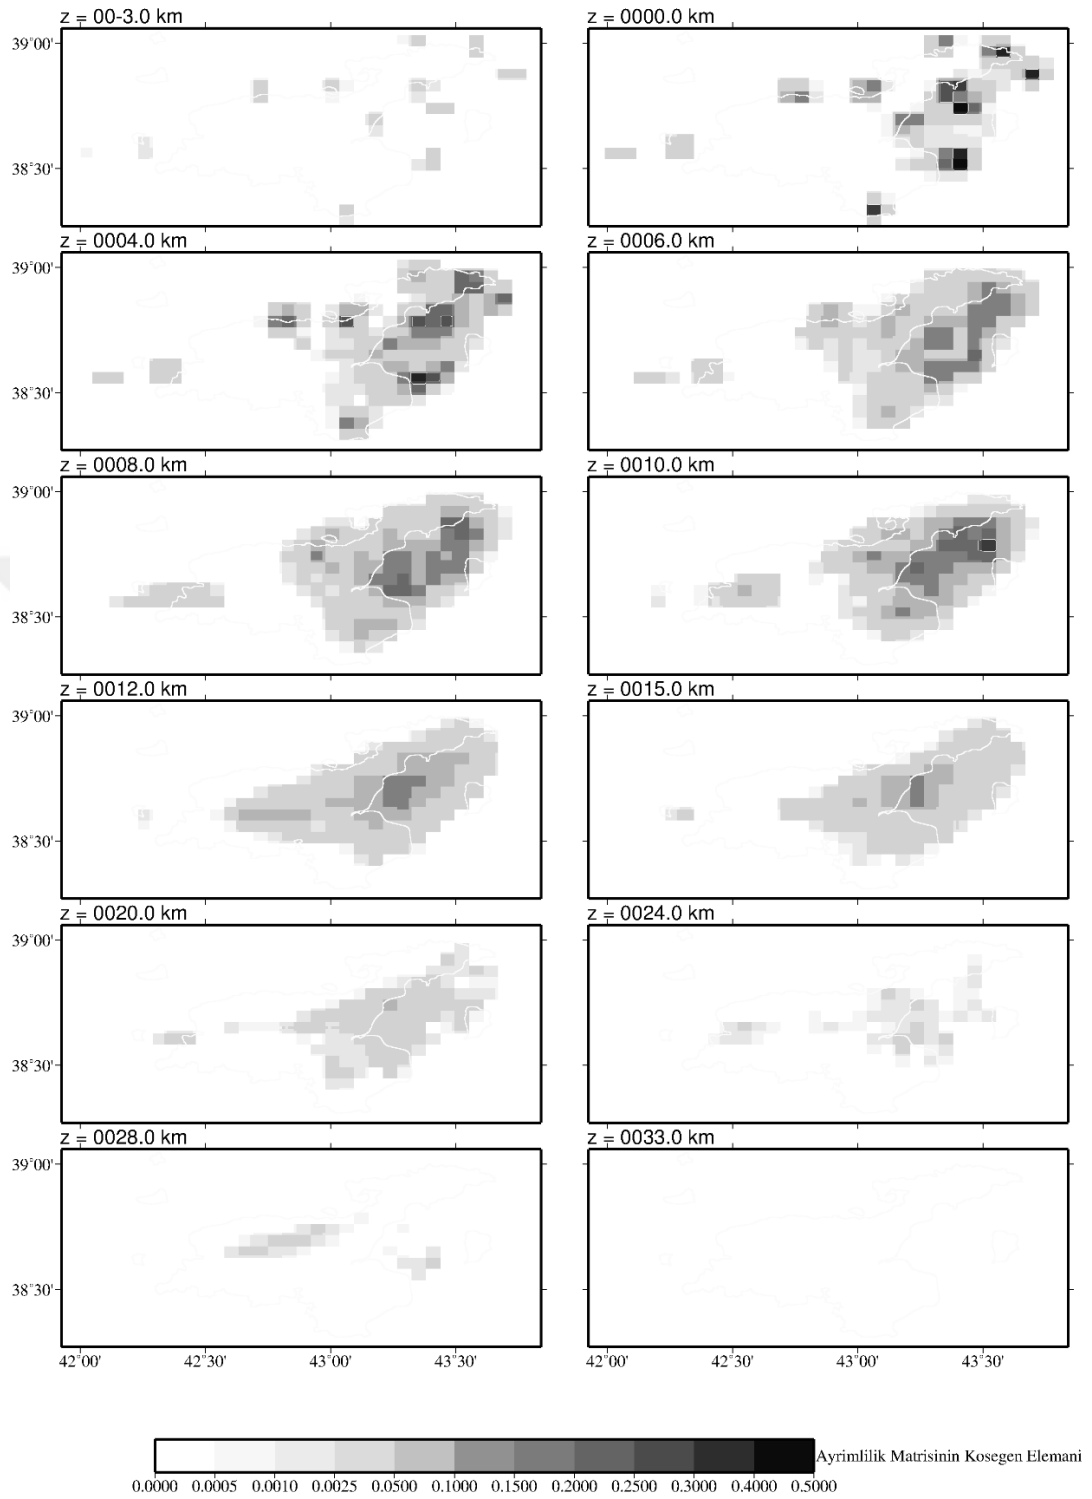 z = 00-3.0 km
z = 0000.0 km
39°00'
38°30'
z = 0004.0 km
z = 0006.0 km
39°00'
38°30'
z = 0008.0 km
z = 0010.0 km
39°00'
38°30'
z = 0012.0 km
z = 0015.0 km
39°00'
38°30'
z = 0020.0 km
z = 0024.0 km
39°00'
38°30'
z = 0028.0 km
z = 0033.0 km
39°00'
38°30'
42°00' 42°30' 43°00' 43°30' 42°00' 42°30' 43°00' 43°30'
Ayrimlilik Matrisinin Kosegen Elemani
0.0000 0.0005 0.0010 0.0025 0.0500 0.1000 0.1500 0.2000 0.2500 0.3000 0.4000 0.5000